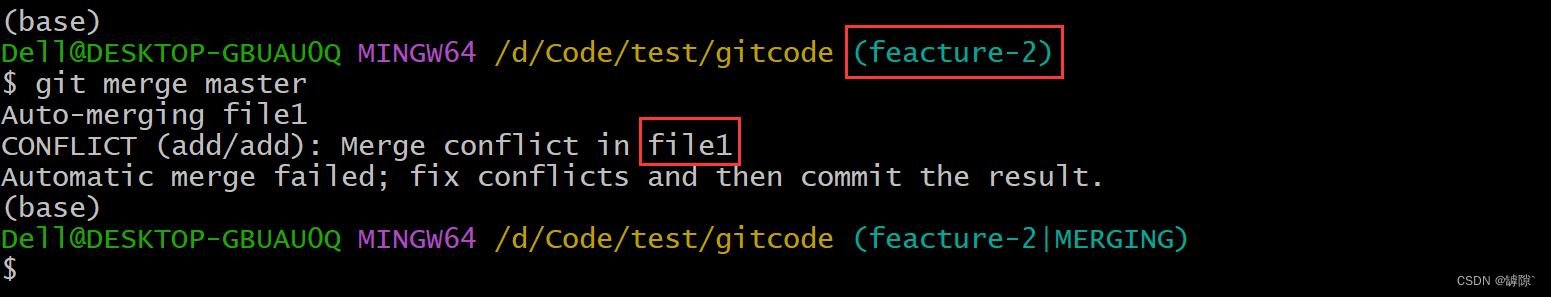 (base)
Dell@DESKTOP-GBUAU0Q MINGW64 /d/Code/test/gitcode (feacture-2)
$ git merge master
Auto-merging file1
CONFLICT (add/add): Merge conflict in file1
Automatic merge failed; fix conflicts and then commit the result.
(base)
Dell@DESKTOP-GBUAU0Q MINGW64 /d/Code/test/gitcode (feacture-2|MERGING)
$
CSDN @罅隙`